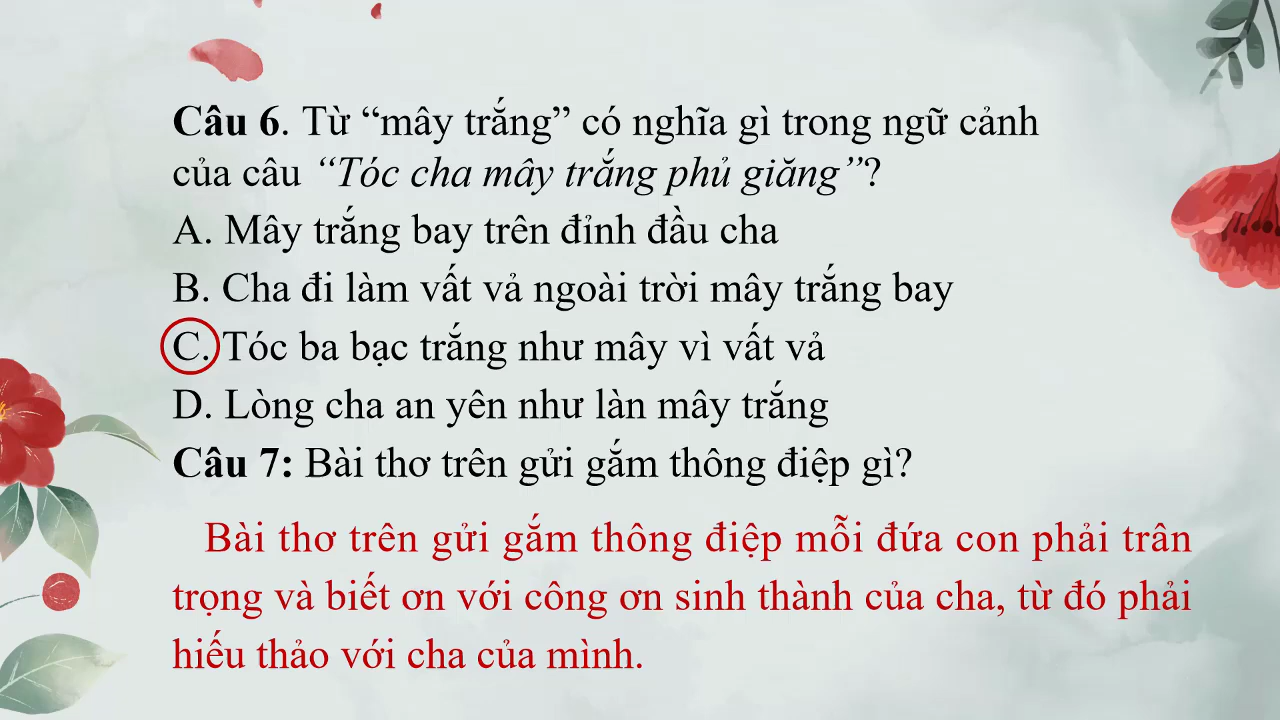 Câu 6. Từ “mây trắng” có nghĩa gì trong ngữ cảnh
của câu “Tóc cha mây trắng phủ giăng”?
A. Mây trắng bay trên đỉnh đầu cha
B. Cha đi làm vất vả ngoài trời mây trắng bay
C. Tóc ba bạc trắng như mây vì vất vả
D. Lòng cha an yên như làn mây trắng
Câu 7: Bài thơ trên gửi gắm thông điệp gì?
Bài thơ trên gửi gắm thông điệp mỗi đứa con phải trân
trọng và biết ơn với công ơn sinh thành của cha, từ đó phải
hiếu thảo với cha của mình.